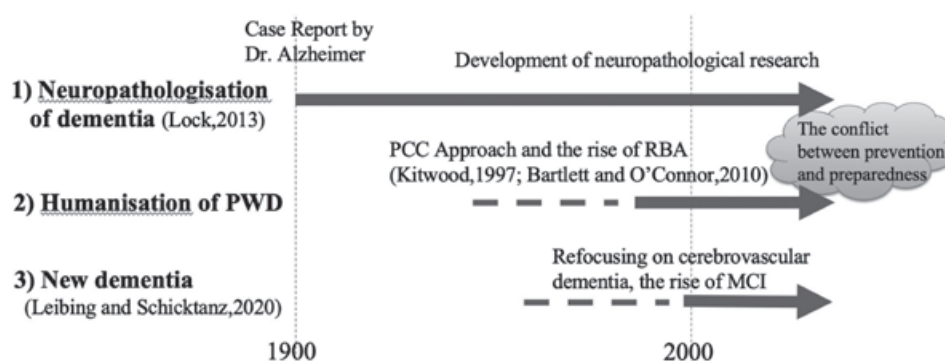 Case Report by
Dr. Alzheimer
Development of neuropathological research
1) Neuropathologisation
of dementia (Lock,2013)
The conflict
between prevention
and preparedness
PCC Approach and the rise of RBA
(Kitwood,1997; Bartlett and O’Connor,2010)
2) Humanisation of PWD
Refocusing on cerebrovascular
dementia, the rise of MCI
3) New dementia
(Leibing and Schicktanz,2020)
1900
2000